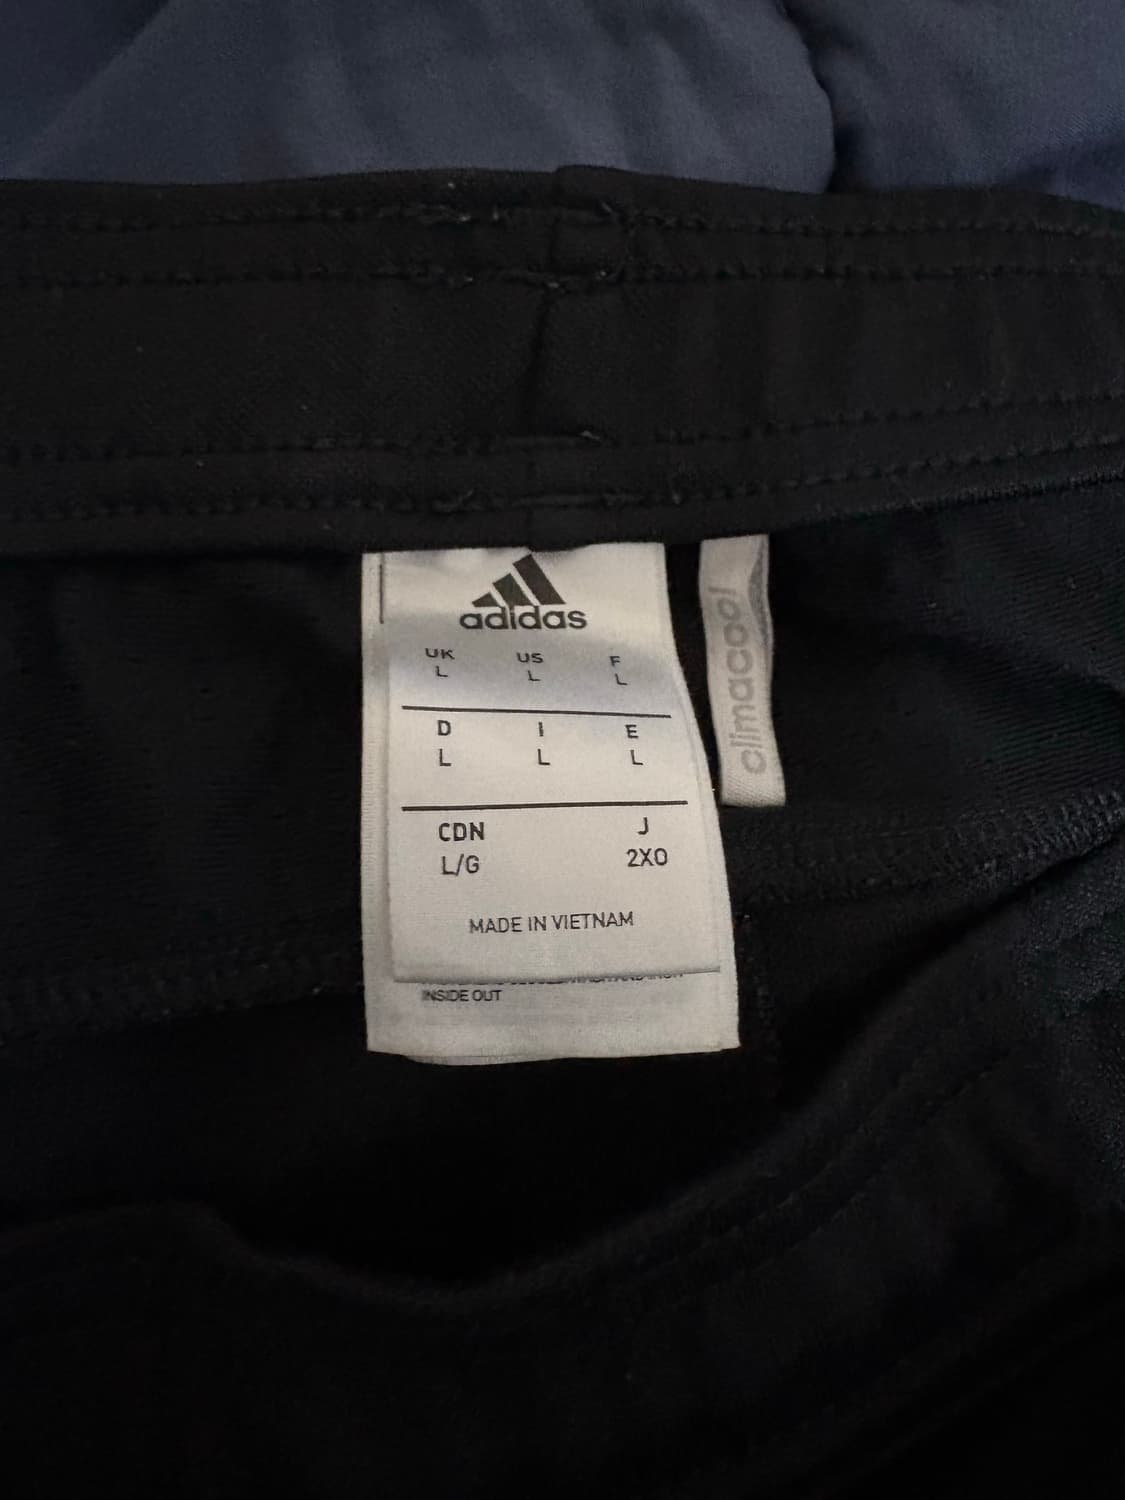 adidas
UK US F
L L L
D I E
L L L
CDN J
L/G 2XO
MADE IN VIETNAM
INSIDE OUT
climacool